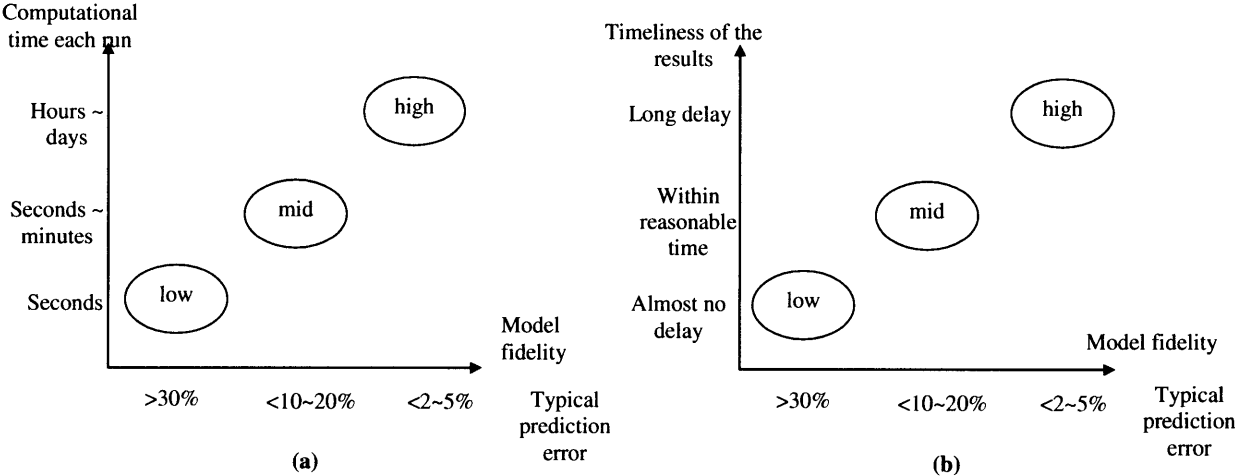 Computational
time each run
Hours ~
days
high
Seconds ~
minutes
mid
Seconds
low
Model
fidelity
>30%
<10~20%
<2~5%
Typical
prediction
error
(a)
Timeliness of the
results
Long delay
high
Within
reasonable
time
mid
Almost no
delay
low
Model fidelity
>30%
<10~20%
<2~5%
Typical
prediction
error
(b)